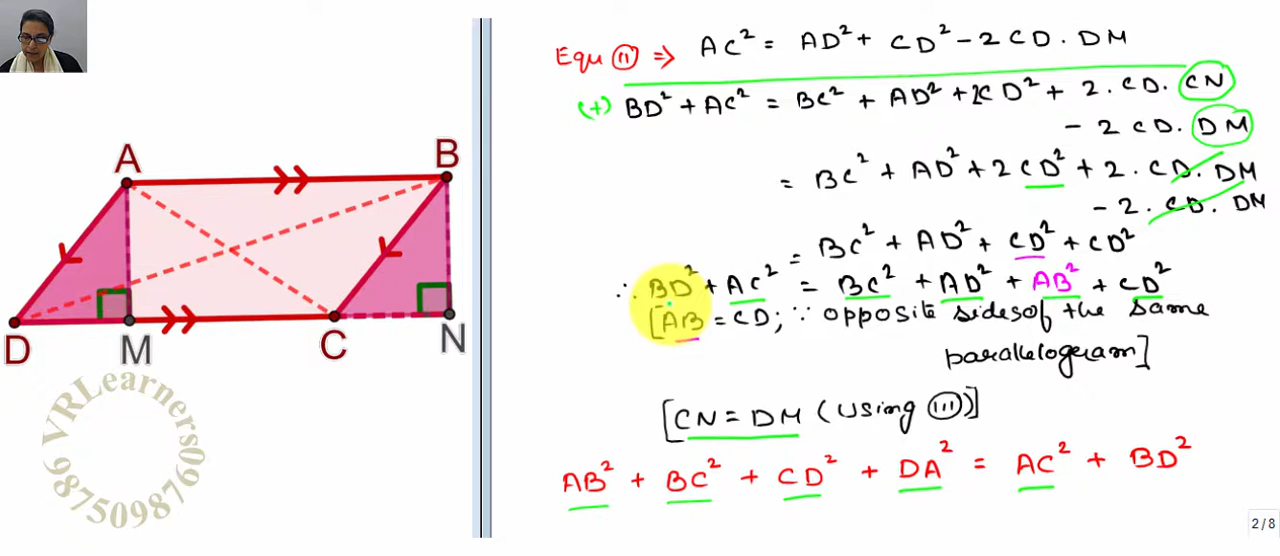 A
B
D
M
C
N
VRLearners
9875098760
Equ (ii) ⇒ AC² = AD² + CD² - 2 CD. DM
(+) BD² + AC² = BC² + AD² + 2CD² + 2. CD. CN
- 2 CD. DM
= BC² + AD² + 2 CD² + 2. CD. DM
- 2. CD. DM
= BC² + AD² + CD² + CD²
∴ BD² + AC² = BC² + AD² + AB² + CD²
[AB = CD; ∵ opposite sides of the same
parallelogram]
[CN = DM (Using (iii))]
AB² + BC² + CD² + DA² = AC² + BD²
2/8